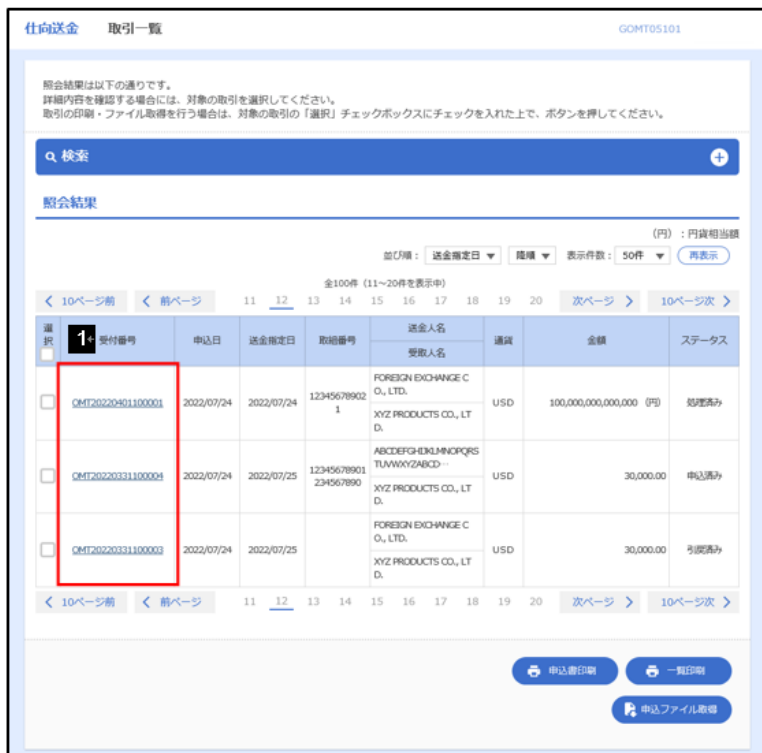 仕向送金 取引一覧 GOMT05101
照会結果は以下の通りです。
詳細内容を確認する場合には、対象の取引を選択してください。
取引の印刷・ファイル取得を行う場合は、対象の取引の「選択」チェックボックスにチェックを入れた上で、ボタンを押してください。
検索
照会結果
(円) : 円貨相当額
並び順 : 送金指定日 降順 表示件数 : 50件 再表示
全100件 (11~20件を表示中)
10ページ前 前ページ 11 12 13 14 15 16 17 18 19 20 次ページ 10ページ次
選択 1 受付番号 申込日 送金指定日 取組番号 送金人名 通貨 金額 ステータス
受取人名
OMT20220401100001 2022/07/24 2022/07/24 12345678902
1 FOREIGN EXCHANGE C
O., LTD. USD 100,000,000,000,000 (円) 処理済み
XYZ PRODUCTS CO., LT
D.
OMT20220331100004 2022/07/24 2022/07/25 12345678901
234567890 ABCDEFGHIJKLMNOPQRS
TUVWXYZABCD… USD 30,000.00 申込済み
XYZ PRODUCTS CO., LT
D.
OMT20220331100003 2022/07/24 2022/07/25 FOREIGN EXCHANGE C
O., LTD. USD 30,000.00 引戻済み
XYZ PRODUCTS CO., LT
D.
10ページ前 前ページ 11 12 13 14 15 16 17 18 19 20 次ページ 10ページ次
申込書印刷 一覧印刷
申込ファイル取得